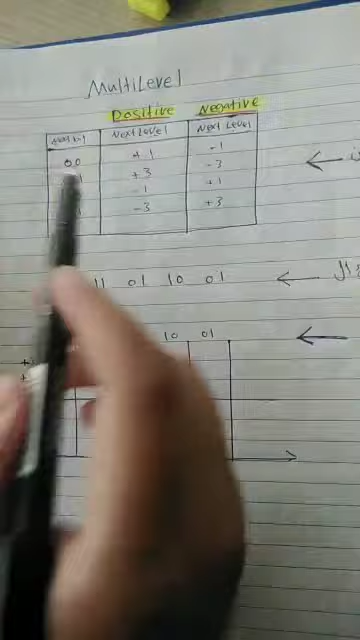 MultiLevel
Positive Negative
Next Level Next Level
00 +1 -1
+3 -3
-1 +1
-3 +3
11 01 10 01
10 01